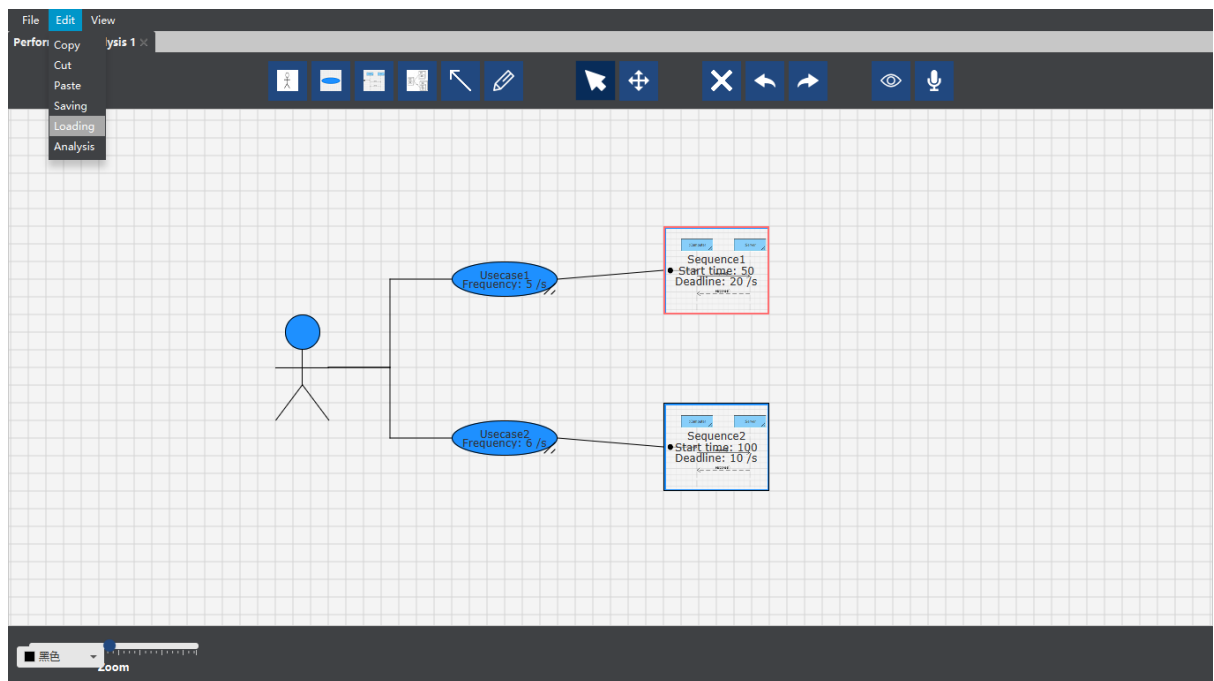 File Edit View
Perfor
lysis 1
Copy
Cut
Paste
Saving
Loading
Analysis
Usecase1
Frequency: 5 /s
Sequence1
Start time: 50
Deadline: 20 /s
Usecase2
Frequency: 6 /s
Sequence2
Start time: 100
Deadline: 10 /s
黑色
Zoom